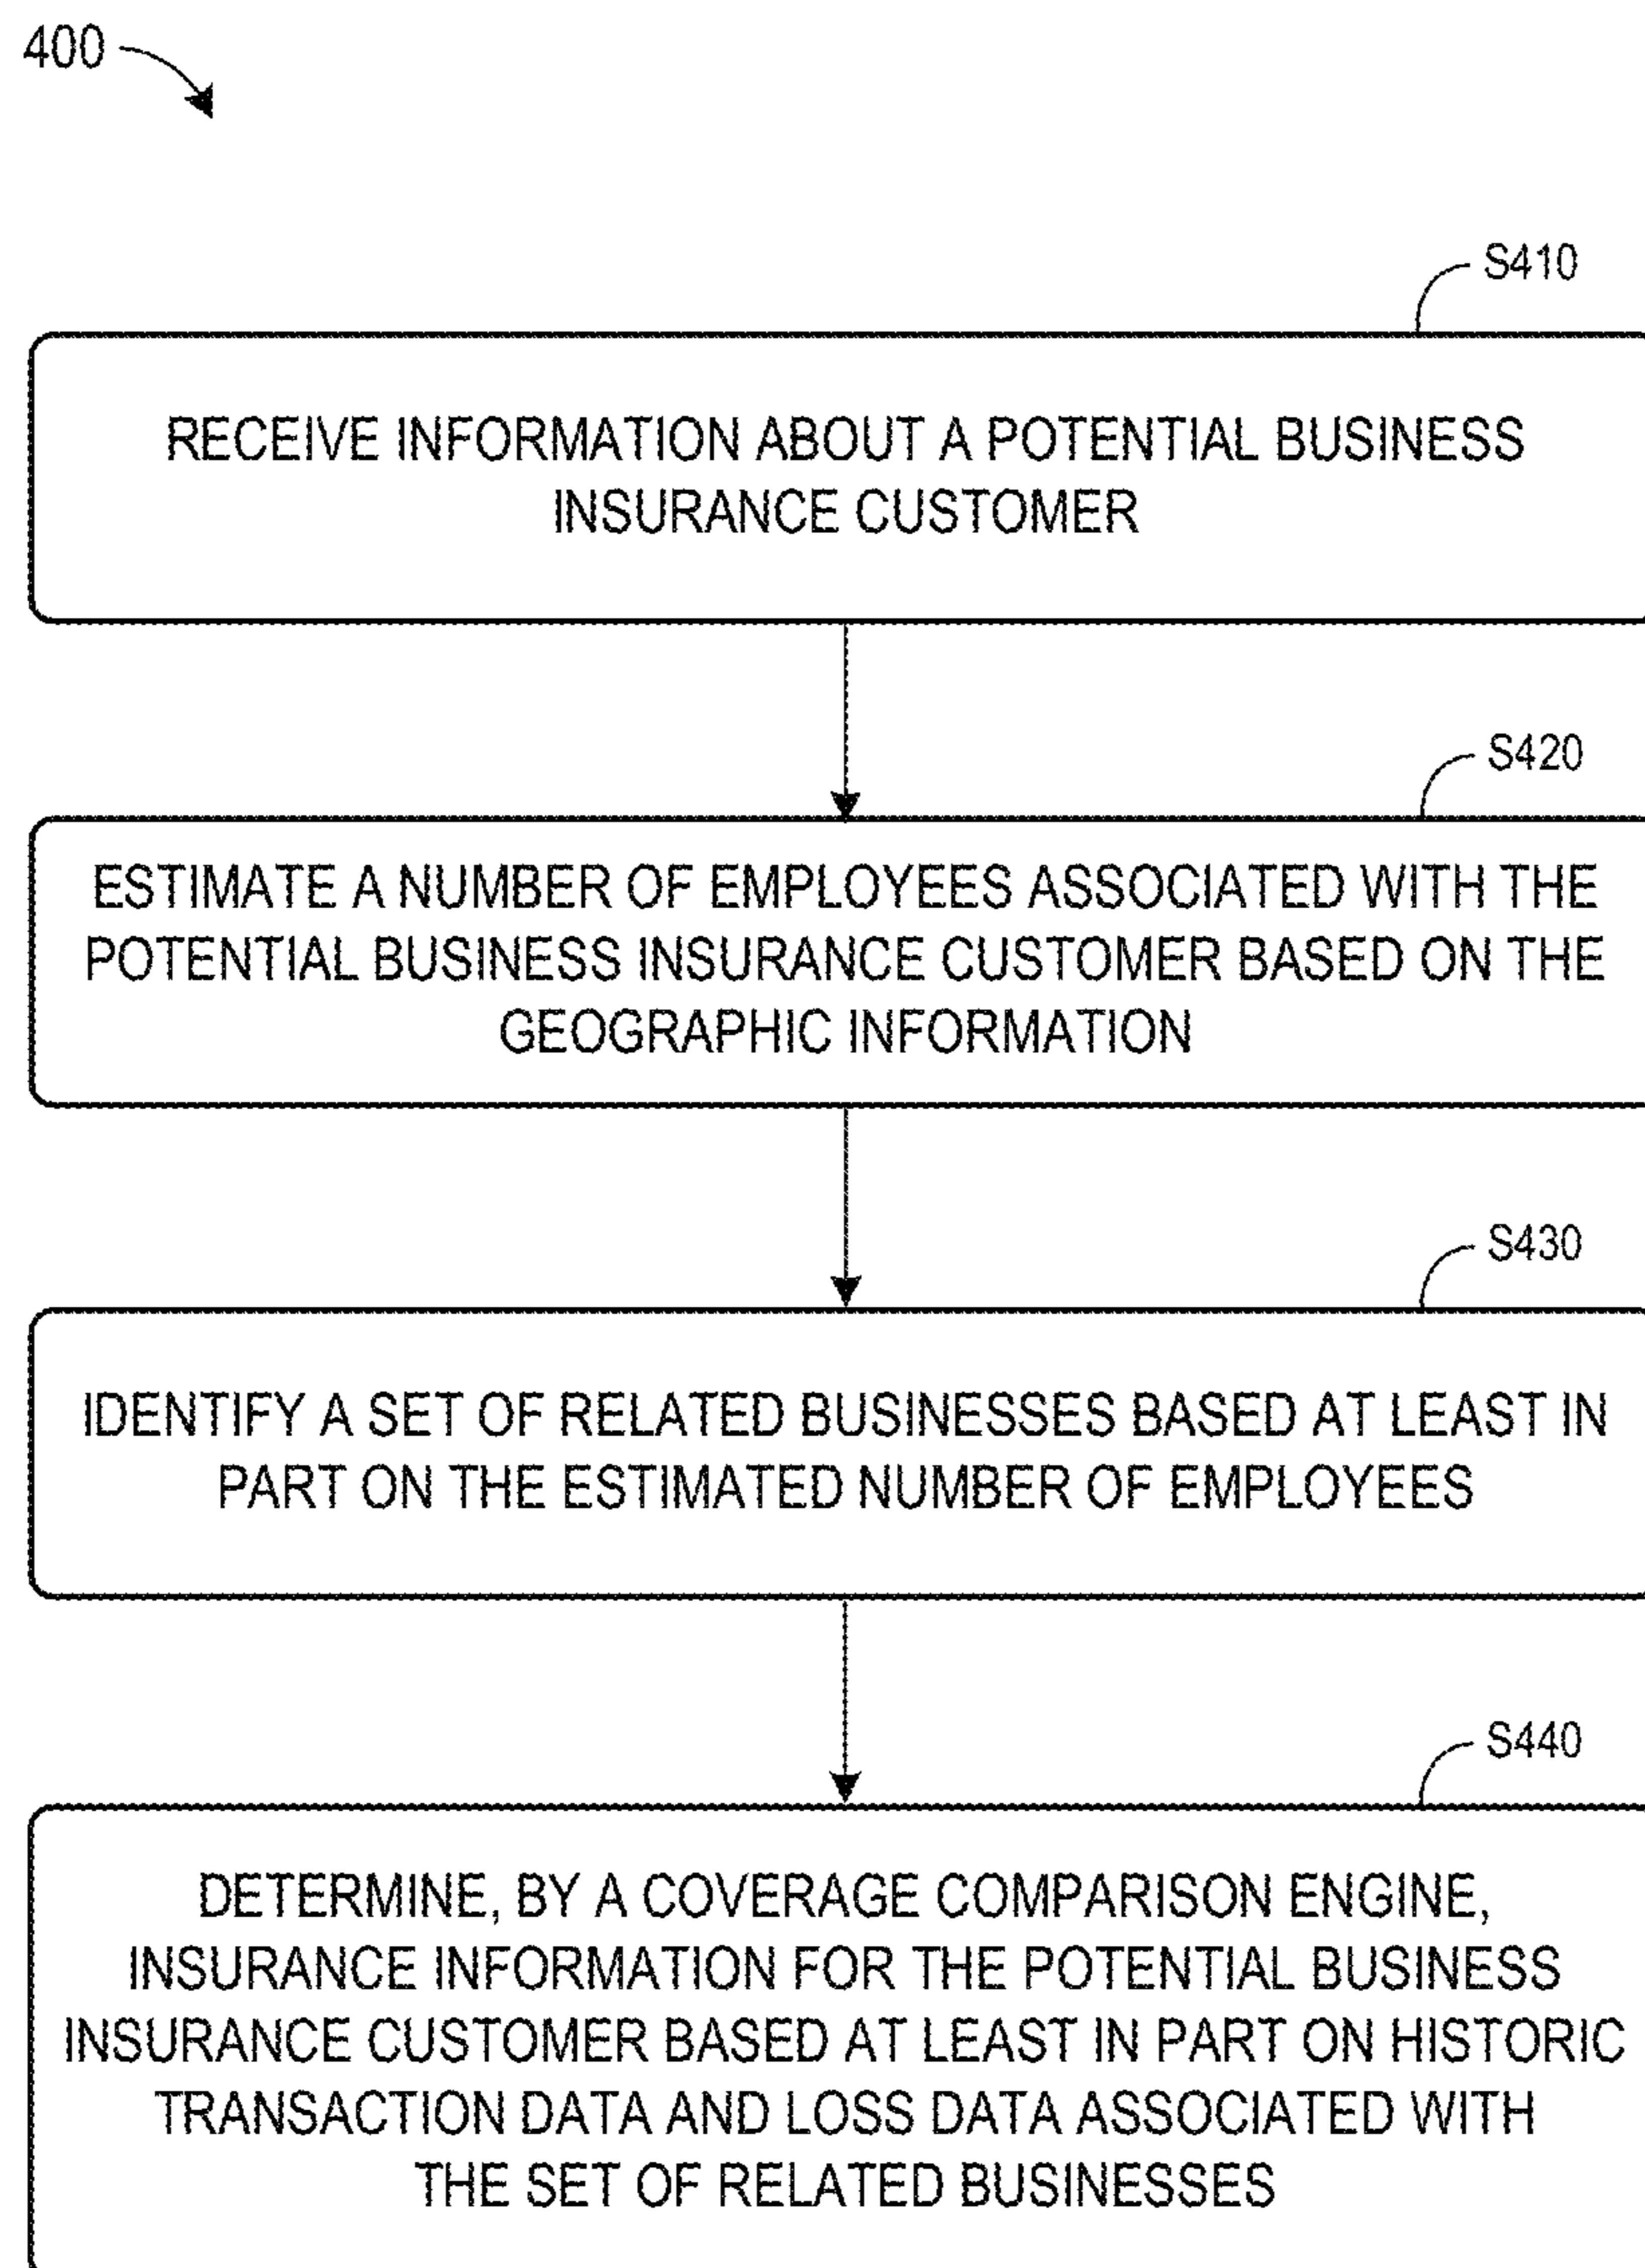 400
S410
RECEIVE INFORMATION ABOUT A POTENTIAL BUSINESS
INSURANCE CUSTOMER
S420
ESTIMATE A NUMBER OF EMPLOYEES ASSOCIATED WITH THE
POTENTIAL BUSINESS INSURANCE CUSTOMER BASED ON THE
GEOGRAPHIC INFORMATION
S430
IDENTIFY A SET OF RELATED BUSINESSES BASED AT LEAST IN
PART ON THE ESTIMATED NUMBER OF EMPLOYEES
S440
DETERMINE, BY A COVERAGE COMPARISON ENGINE,
INSURANCE INFORMATION FOR THE POTENTIAL BUSINESS
INSURANCE CUSTOMER BASED AT LEAST IN PART ON HISTORIC
TRANSACTION DATA AND LOSS DATA ASSOCIATED WITH
THE SET OF RELATED BUSINESSES